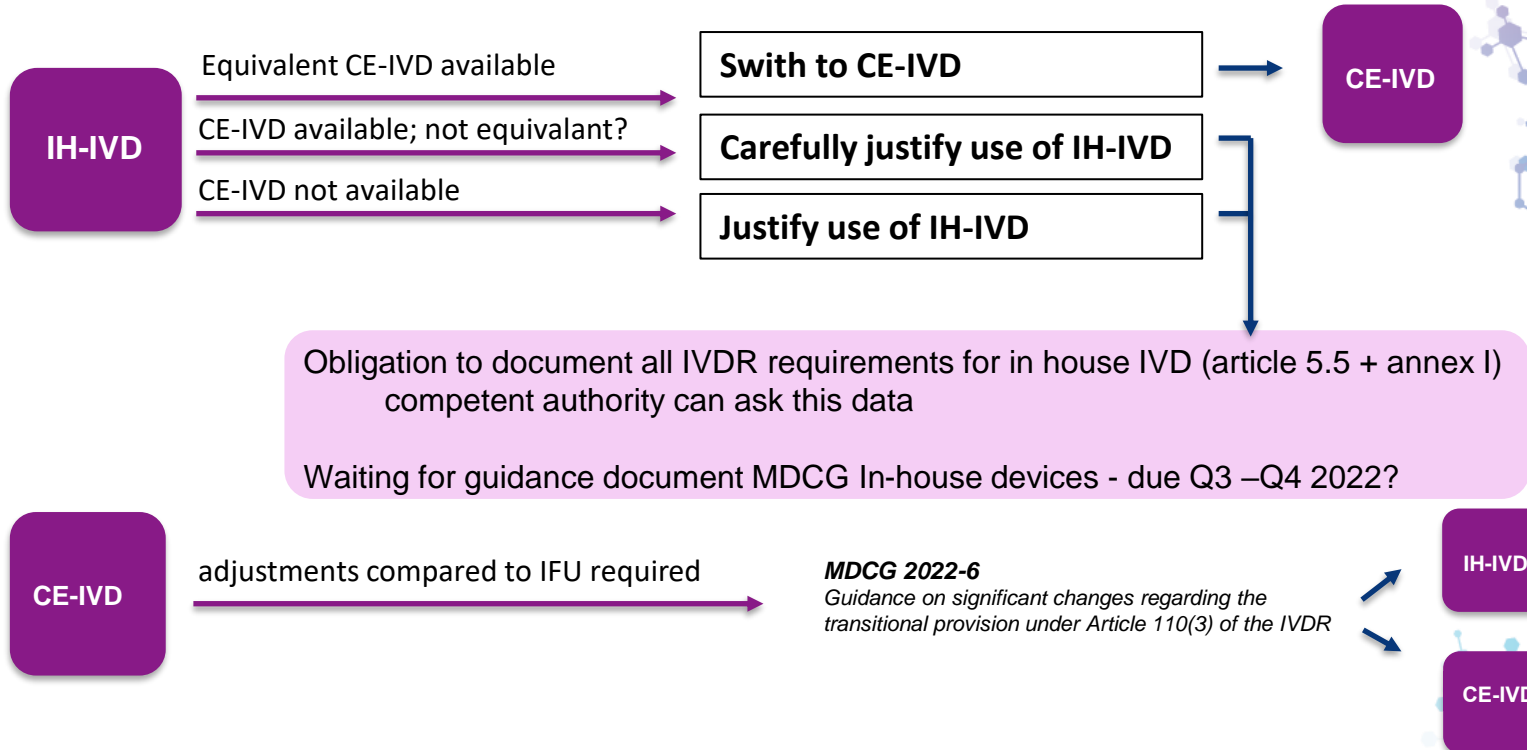 IH-IVD
Equivalent CE-IVD available
CE-IVD available; not equivalant?
CE-IVD not available
Swith to CE-IVD
Carefully justify use of IH-IVD
Justify use of IH-IVD
CE-IVD
Obligation to document all IVDR requirements for in house IVD (article 5.5 + annex I)
competent authority can ask this data
Waiting for guidance document MDCG In-house devices - due Q3 –Q4 2022?
CE-IVD
adjustments compared to IFU required
MDCG 2022-6
Guidance on significant changes regarding the
transitional provision under Article 110(3) of the IVDR
IH-IVD
CE-IVD